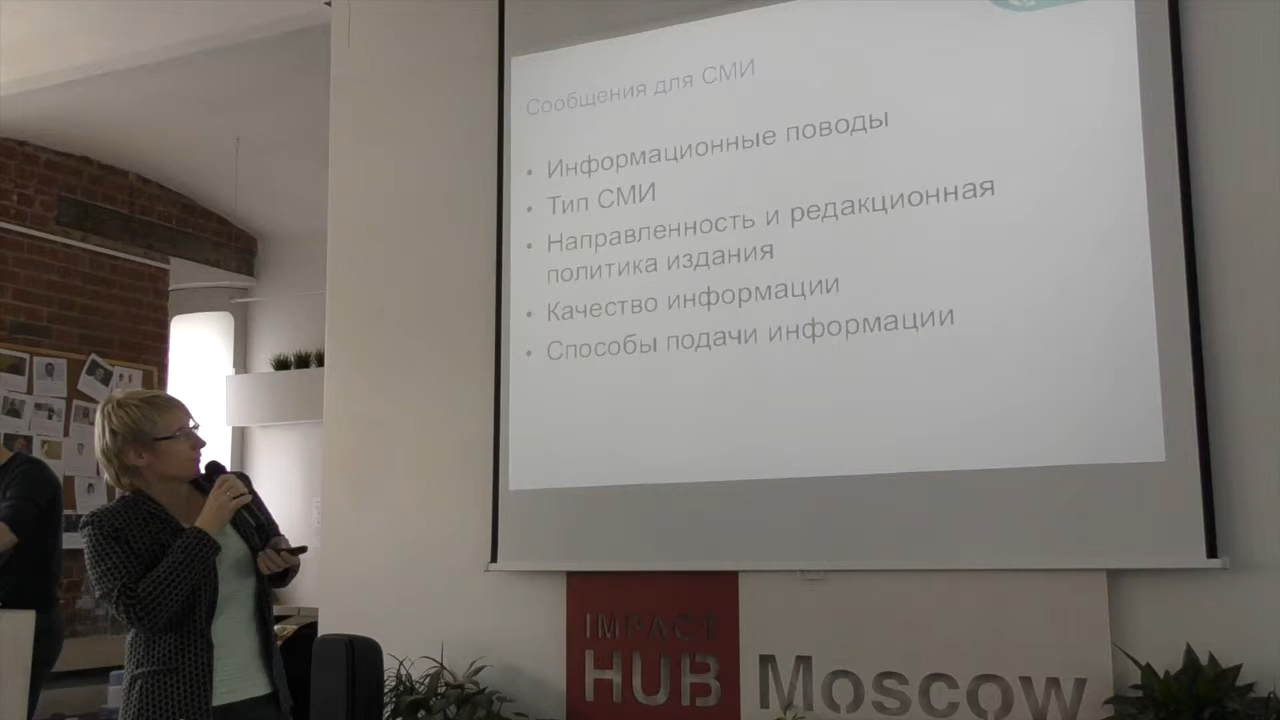 Сообщения для СМИ
• Информационные поводы
• Тип СМИ
• Направленность и редакционная
политика издания
• Качество информации
• Способы подачи информации
IMPACT
HUB Moscow